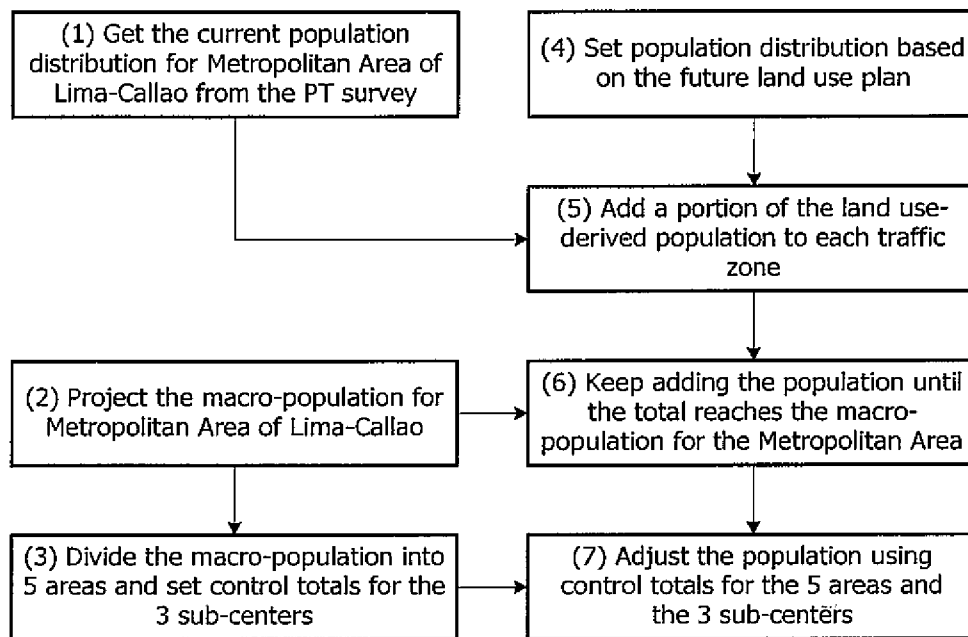 (1) Get the current population
distribution for Metropolitan Area of
Lima-Callao from the PT survey
(4) Set population distribution based
on the future land use plan
(5) Add a portion of the land use-
derived population to each traffic
zone
(2) Project the macro-population for
Metropolitan Area of Lima-Callao
(6) Keep adding the population until
the total reaches the macro-
population for the Metropolitan Area
(3) Divide the macro-population into
5 areas and set control totals for the
3 sub-centers
(7) Adjust the population using
control totals for the 5 areas and
the 3 sub-centers